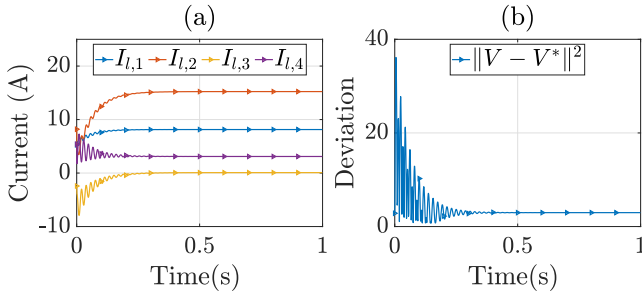 (a)
I_{l,1} I_{l,2} I_{l,3} I_{l,4}
Current (A)
20
10
0
-10
0 0.5 1
Time(s)
(b)
‖V − V*‖²
Deviation
40
20
0
0 0.5 1
Time(s)